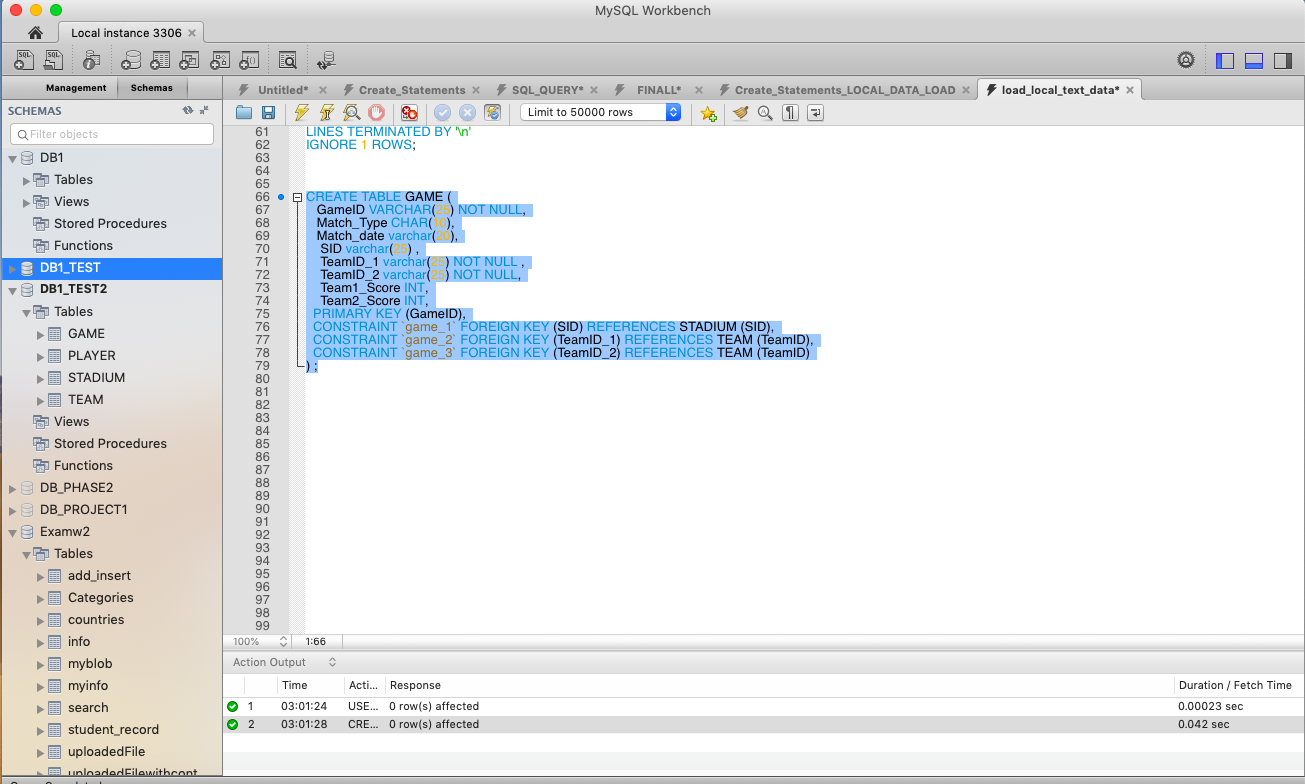 MySQL Workbench
Local instance 3306
Management
Schemas
SCHEMAS
Filter objects
DB1
Tables
Views
Stored Procedures
Functions
DB1_TEST
DB1_TEST2
Tables
GAME
PLAYER
STADIUM
TEAM
Views
Stored Procedures
Functions
DB_PHASE2
DB_PROJECT1
Examw2
Tables
add_insert
Categories
countries
info
myblob
myinfo
search
student_record
uploadedFile
uploadedFilewithcont
Untitled*
Create_Statements
SQL_QUERY*
FINALL*
Create_Statements_LOCAL_DATA_LOAD
load_local_text_data*
Limit to 50000 rows
61 LINES TERMINATED BY '\n'
62 IGNORE 1 ROWS;
63
64
65
66 CREATE TABLE GAME (
67 GameID VARCHAR(25) NOT NULL,
68 Match_Type CHAR(10),
69 Match_date varchar(20),
70 SID varchar(25) ,
71 TeamID_1 varchar(25) NOT NULL ,
72 TeamID_2 varchar(25) NOT NULL,
73 Team1_Score INT,
74 Team2_Score INT,
75 PRIMARY KEY (GameID),
76 CONSTRAINT `game_1` FOREIGN KEY (SID) REFERENCES STADIUM (SID),
77 CONSTRAINT `game_2` FOREIGN KEY (TeamID_1) REFERENCES TEAM (TeamID),
78 CONSTRAINT `game_3` FOREIGN KEY (TeamID_2) REFERENCES TEAM (TeamID)
79 ) ;
80
81
82
83
84
85
86
87
88
89
90
91
92
93
94
95
96
97
98
99
100%
1:66
Action Output
Time Acti... Response Duration / Fetch Time
1 03:01:24 USE... 0 row(s) affected 0.00023 sec
2 03:01:28 CRE... 0 row(s) affected 0.042 sec